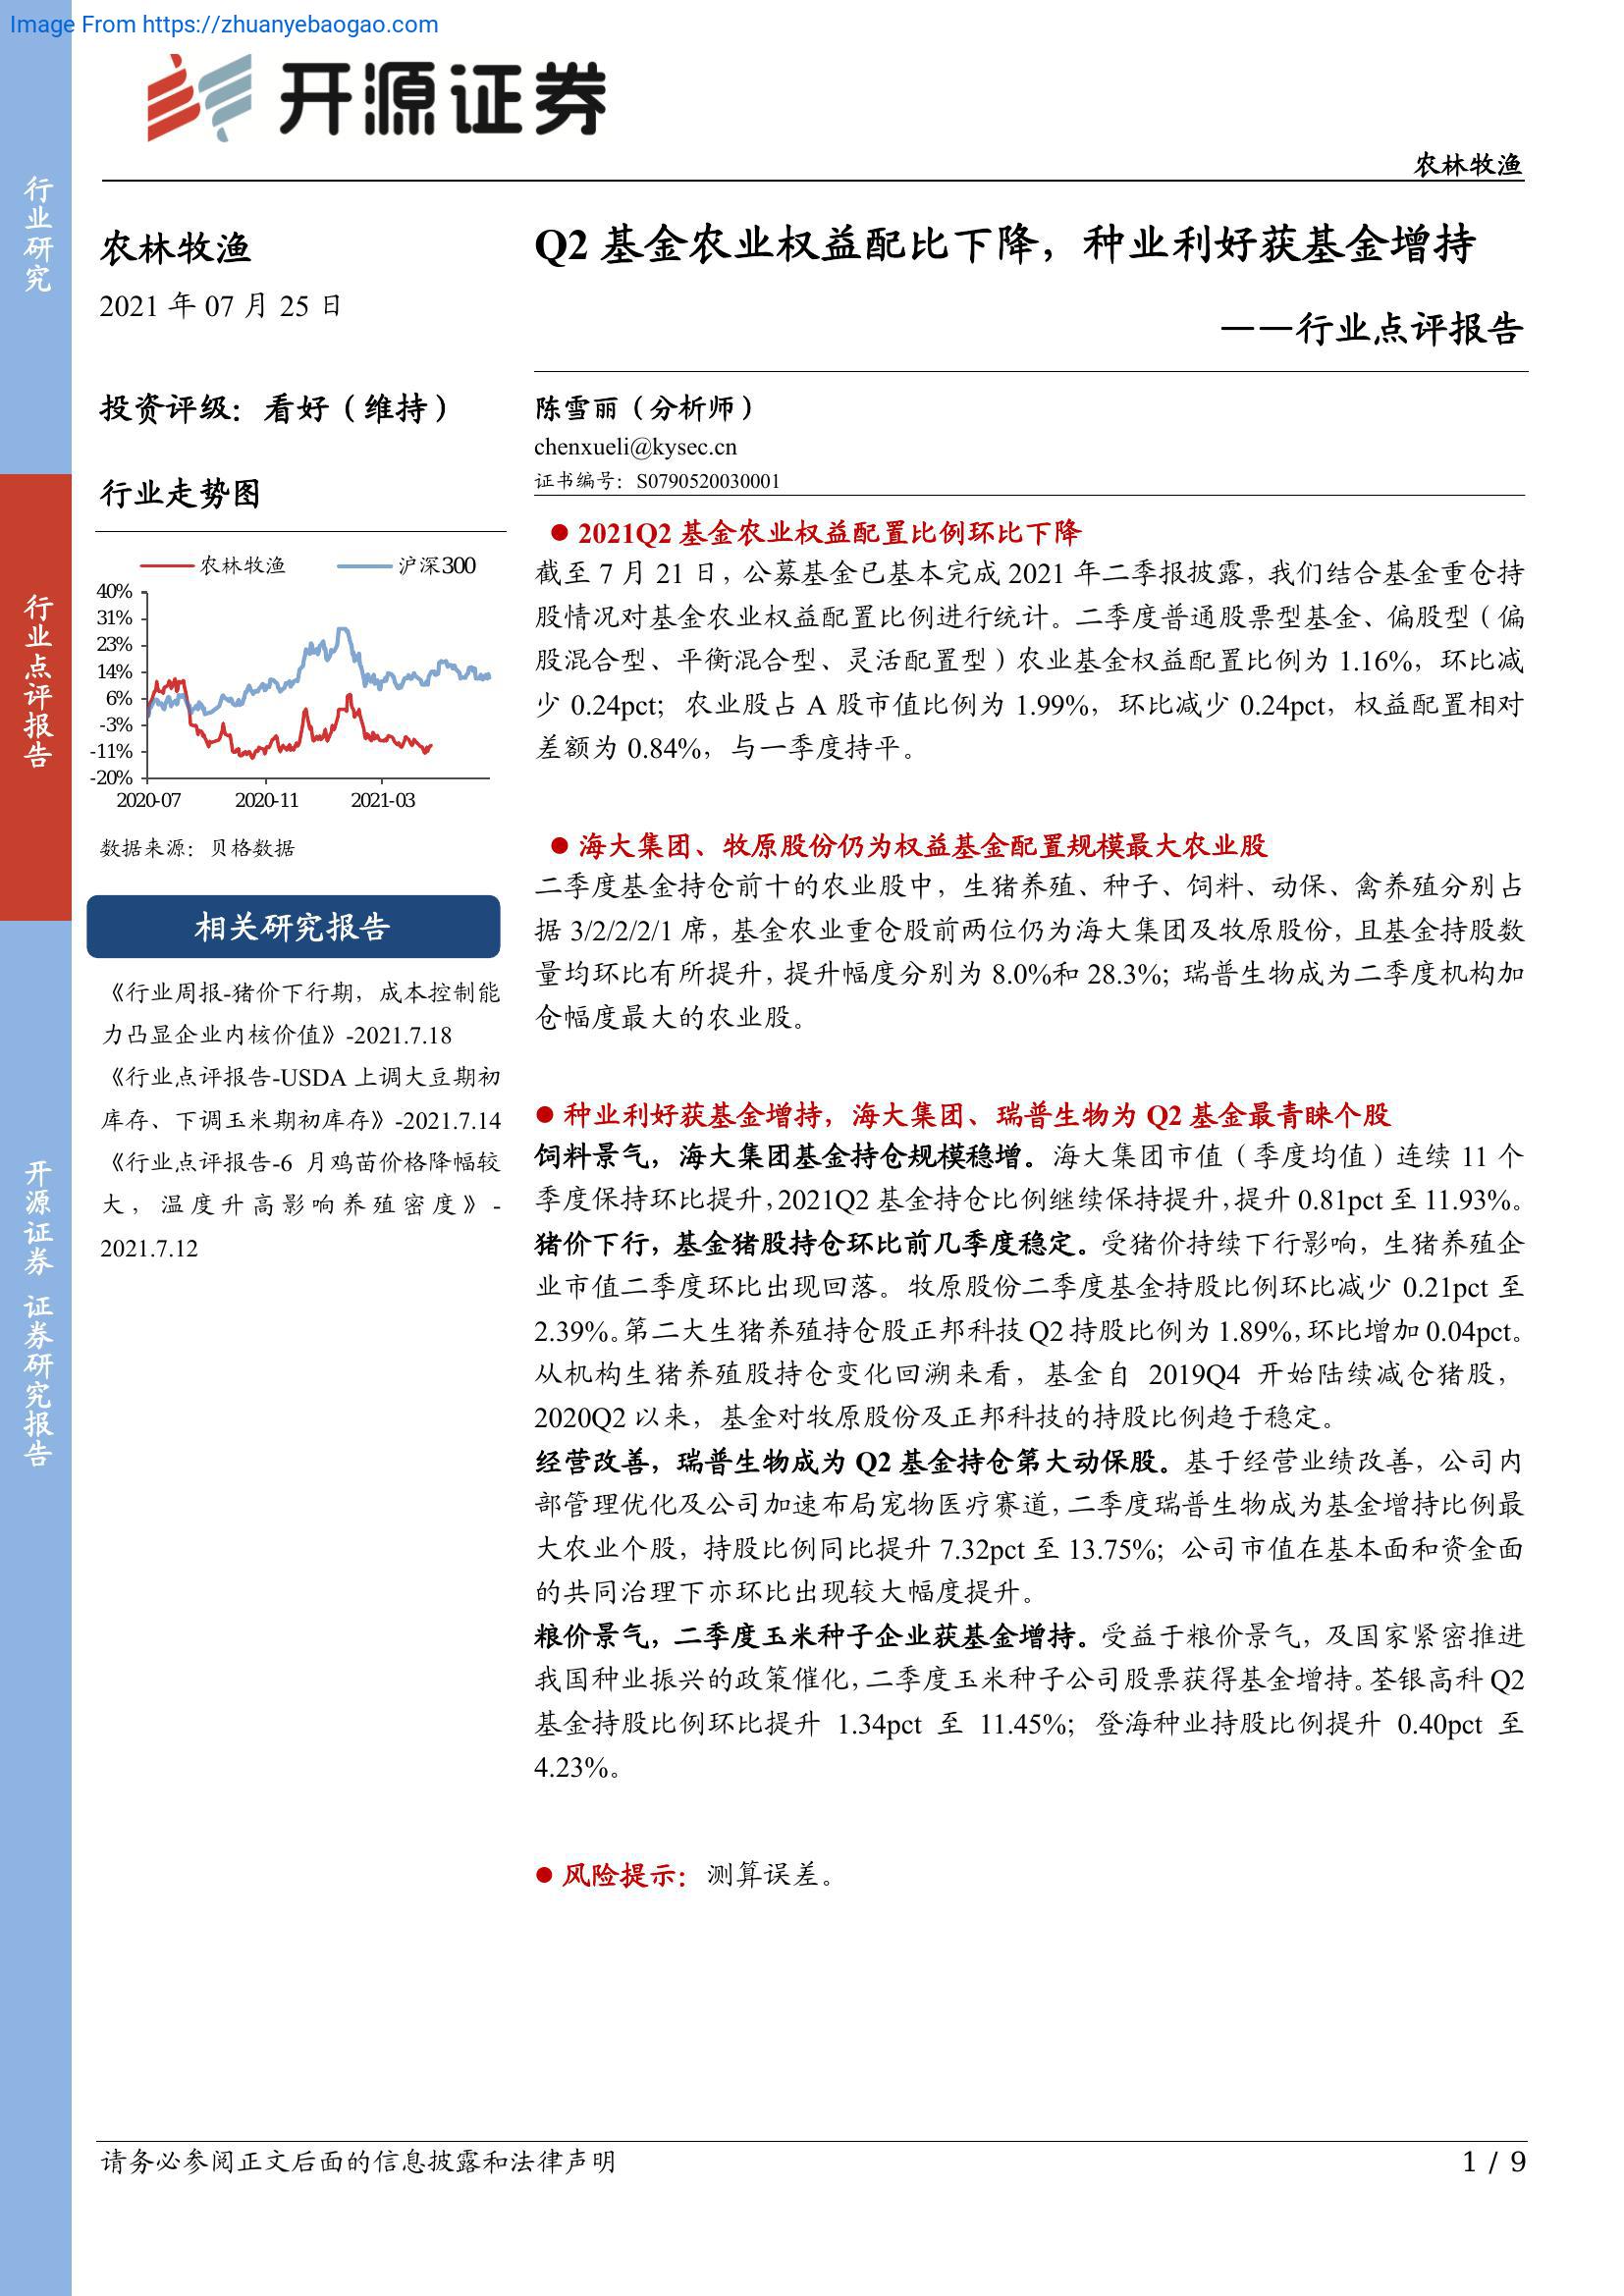 Image From https://zhuanyebaogao.com
开源证券
农林牧渔
行业研究
行业点评报告
开源证券 证券研究报告
农林牧渔
2021 年 07 月 25 日
投资评级：看好（维持）
行业走势图
农林牧渔 沪深300
40%
31%
23%
14%
6%
-3%
-11%
-20%
2020-07 2020-11 2021-03
数据来源：贝格数据
相关研究报告
《行业周报-猪价下行期，成本控制能
力凸显企业内核价值》-2021.7.18
《行业点评报告-USDA 上调大豆期初
库存、下调玉米期初库存》-2021.7.14
《行业点评报告-6 月鸡苗价格降幅较
大，温度升高影响养殖密度》-
2021.7.12
Q2 基金农业权益配比下降，种业利好获基金增持
——行业点评报告
陈雪丽（分析师）
chenxueli@kysec.cn
证书编号：S0790520030001
● 2021Q2 基金农业权益配置比例环比下降
截至 7 月 21 日，公募基金已基本完成 2021 年二季报披露，我们结合基金重仓持
股情况对基金农业权益配置比例进行统计。二季度普通股票型基金、偏股型（偏
股混合型、平衡混合型、灵活配置型）农业基金权益配置比例为 1.16%，环比减
少 0.24pct；农业股占 A 股市值比例为 1.99%，环比减少 0.24pct，权益配置相对
差额为 0.84%，与一季度持平。
● 海大集团、牧原股份仍为权益基金配置规模最大农业股
二季度基金持仓前十的农业股中，生猪养殖、种子、饲料、动保、禽养殖分别占
据 3/2/2/2/1 席，基金农业重仓股前两位仍为海大集团及牧原股份，且基金持股数
量均环比有所提升，提升幅度分别为 8.0%和 28.3%；瑞普生物成为二季度机构加
仓幅度最大的农业股。
● 种业利好获基金增持，海大集团、瑞普生物为 Q2 基金最青睐个股
饲料景气，海大集团基金持仓规模稳增。海大集团市值（季度均值）连续 11 个
季度保持环比提升，2021Q2 基金持仓比例继续保持提升，提升 0.81pct 至 11.93%。
猪价下行，基金猪股持仓环比前几季度稳定。受猪价持续下行影响，生猪养殖企
业市值二季度环比出现回落。牧原股份二季度基金持股比例环比减少 0.21pct 至
2.39%。第二大生猪养殖持仓股正邦科技 Q2 持股比例为 1.89%，环比增加 0.04pct。
从机构生猪养殖股持仓变化回溯来看，基金自 2019Q4 开始陆续减仓猪股，
2020Q2 以来，基金对牧原股份及正邦科技的持股比例趋于稳定。
经营改善，瑞普生物成为 Q2 基金持仓第大动保股。基于经营业绩改善，公司内
部管理优化及公司加速布局宠物医疗赛道，二季度瑞普生物成为基金增持比例最
大农业个股，持股比例同比提升 7.32pct 至 13.75%；公司市值在基本面和资金面
的共同治理下亦环比出现较大幅度提升。
粮价景气，二季度玉米种子企业获基金增持。受益于粮价景气，及国家紧密推进
我国种业振兴的政策催化，二季度玉米种子公司股票获得基金增持。荃银高科 Q2
基金持股比例环比提升 1.34pct 至 11.45%；登海种业持股比例提升 0.40pct 至
4.23%。
● 风险提示：测算误差。
请务必参阅正文后面的信息披露和法律声明
1 / 9